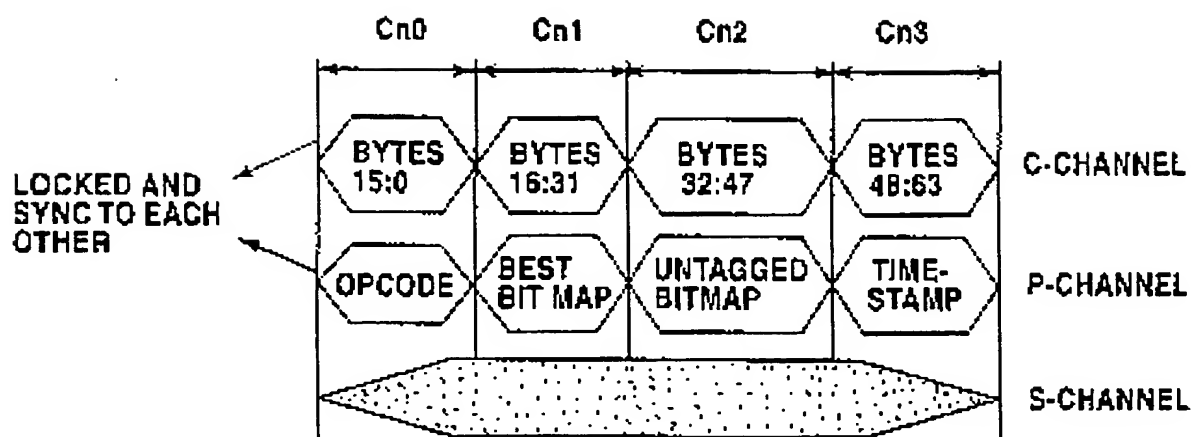 Cn0 Cn1 Cn2 Cn3
BYTES BYTES BYTES BYTES C-CHANNEL
15:0 16:31 32:47 48:63
LOCKED AND
SYNC TO EACH
OTHER
OPCODE BEST UNTAGGED TIME- P-CHANNEL
BIT MAP BITMAP STAMP
S-CHANNEL